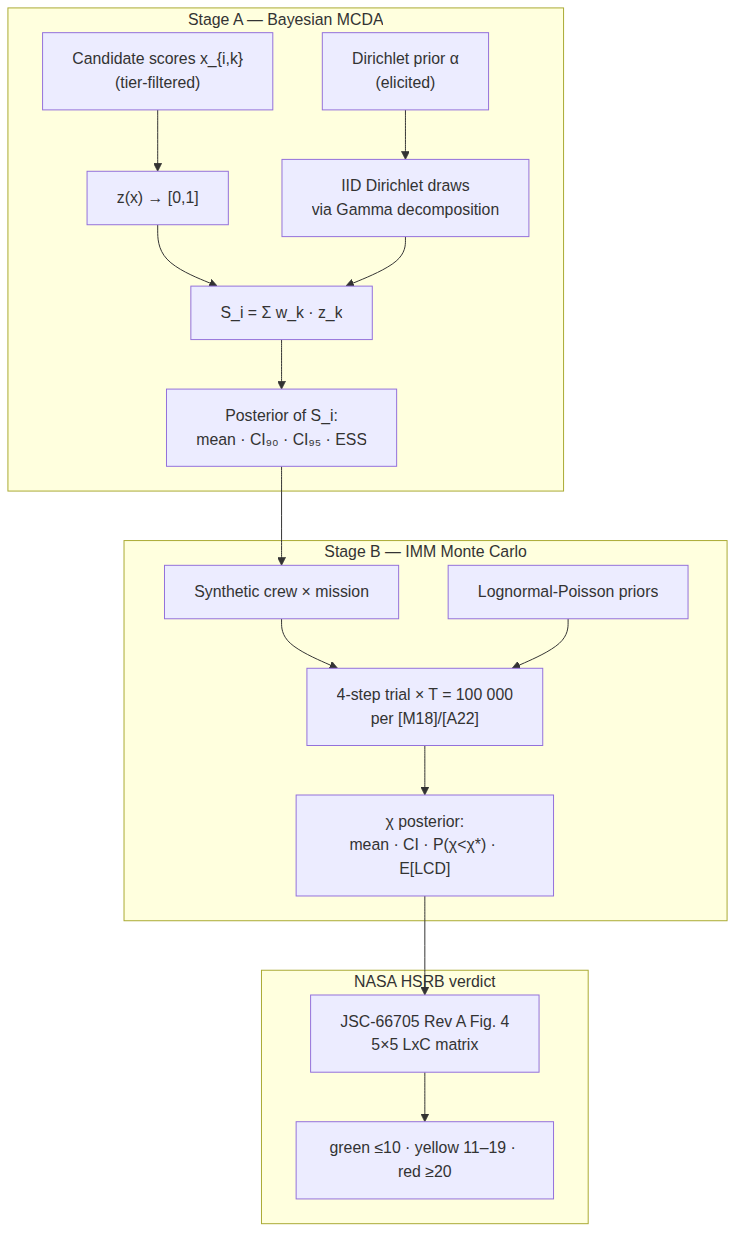 Stage A — Bayesian MCDA
Candidate scores x_{i,k}
(tier-filtered)
Dirichlet prior α
(elicited)
z(x) → [0,1]
IID Dirichlet draws
via Gamma decomposition
S_i = Σ w_k · z_k
Posterior of S_i:
mean · CI₉₀ · CI₉₅ · ESS
Stage B — IMM Monte Carlo
Synthetic crew × mission
Lognormal-Poisson priors
4-step trial × T = 100 000
per [M18]/[A22]
χ posterior:
mean · CI · P(χ<χ*) ·
E[LCD]
NASA HSRB verdict
JSC-66705 Rev A Fig. 4
5×5 LxC matrix
green ≤10 · yellow 11–19 ·
red ≥20